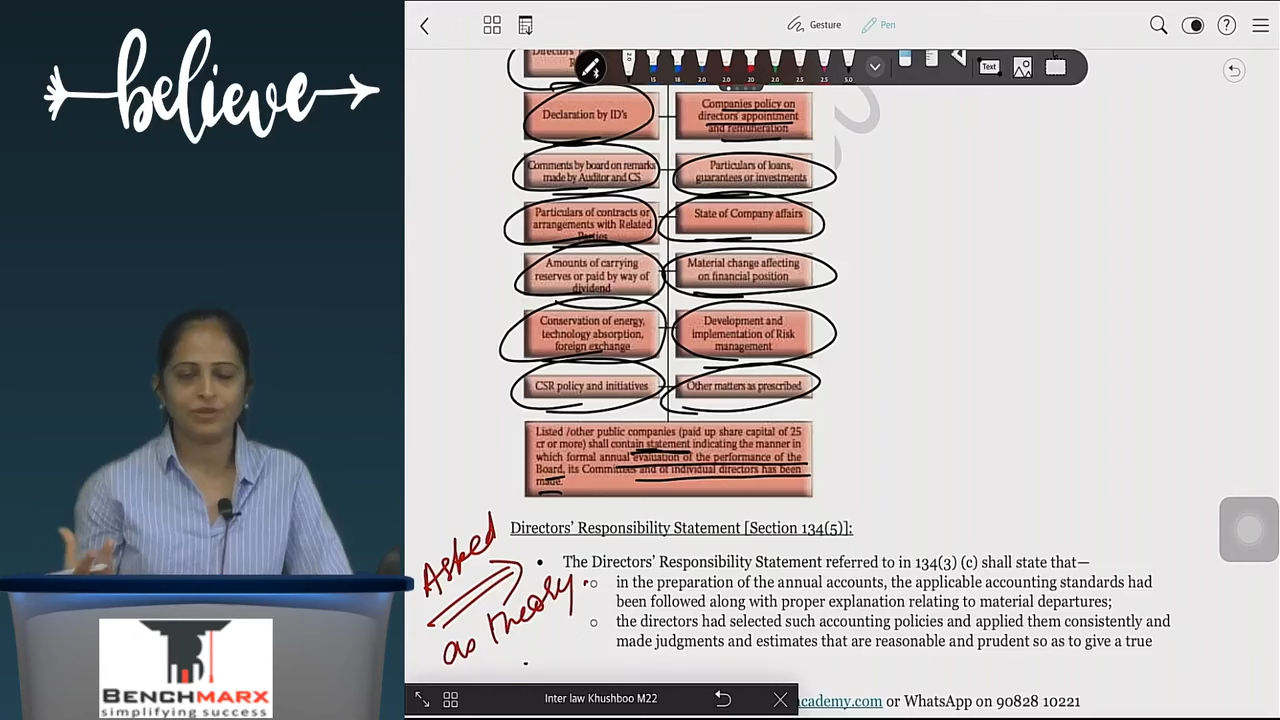 believe
Gesture
Pen
Text
Directors'
Declaration by ID's
Companies policy on
directors' appointment
and remuneration
Comments by board on remarks
made by Auditor and CS
Particulars of loans,
guarantees or investments
Particulars of contracts or
arrangements with Related
Parties
State of Company affairs
Amounts of carrying
reserves or paid by way of
dividend
Material change affecting
on financial position
Conservation of energy,
technology absorption,
foreign exchange
Development and
implementation of Risk
management
CSR policy and initiatives
Other matters as prescribed
Listed /other public companies (paid up share capital of 25
cr or more) shall contain statement indicating the manner in
which formal annual evaluation of the performance of the
Board, its Committees and of individual directors has been
made.
Directors' Responsibility Statement [Section 134(5)]:
Asked
as theory
• The Directors' Responsibility Statement referred to in 134(3) (c) shall state that—
o in the preparation of the annual accounts, the applicable accounting standards had
been followed along with proper explanation relating to material departures;
o the directors had selected such accounting policies and applied them consistently and
made judgments and estimates that are reasonable and prudent so as to give a true
Inter law Khushboo M22
academy.com or WhatsApp on 90828 10221
BENCHMARX
simplifying success